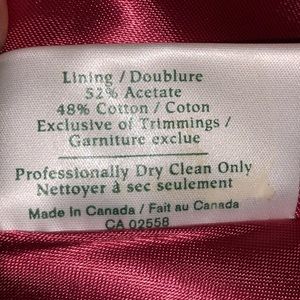 Lining / Doublure
52% Acetate
48% Cotton / Coton
Exclusive of Trimmings /
Garniture exclue
Professionally Dry Clean Only
Nettoyer à sec seulement
Made in Canada / Fait au Canada
CA 02558